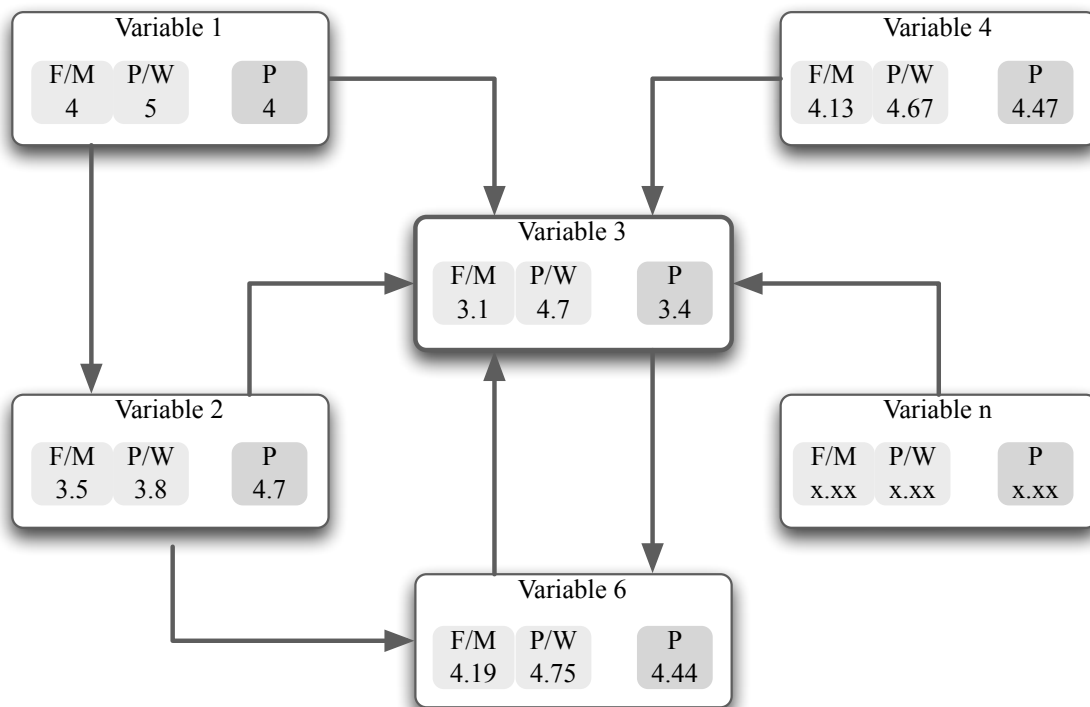 Variable 1
F/M P/W P
4 5 4
Variable 4
F/M P/W P
4.13 4.67 4.47
Variable 3
F/M P/W P
3.1 4.7 3.4
Variable 2
F/M P/W P
3.5 3.8 4.7
Variable n
F/M P/W P
x.xx x.xx x.xx
Variable 6
F/M P/W P
4.19 4.75 4.44